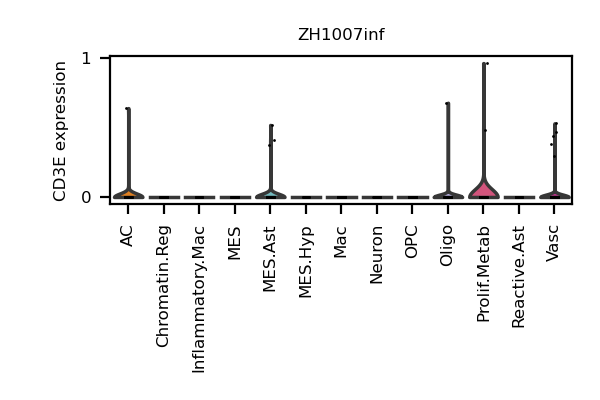 ZH1007inf
CD3E expression
1
0
AC
Chromatin.Reg
Inflammatory.Mac
MES
MES.Ast
MES.Hyp
Mac
Neuron
OPC
Oligo
Prolif.Metab
Reactive.Ast
Vasc